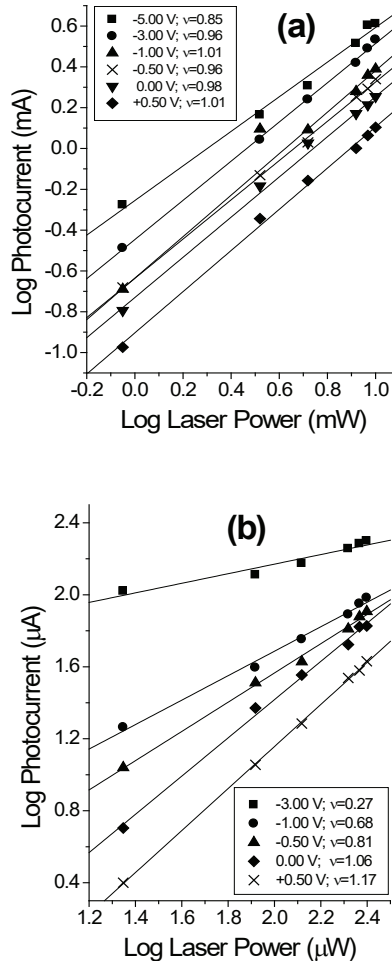 (a)
-5.00 V; ν=0.85
-3.00 V; ν=0.96
-1.00 V; ν=1.01
-0.50 V; ν=0.96
0.00 V; ν=0.98
+0.50 V; ν=1.01
Log Photocurrent (mA)
0.6
0.4
0.2
0.0
-0.2
-0.4
-0.6
-0.8
-1.0
-0.2 0.0 0.2 0.4 0.6 0.8 1.0
Log Laser Power (mW)
(b)
Log Photocurrent (μA)
2.4
2.0
1.6
1.2
0.8
0.4
-3.00 V; ν=0.27
-1.00 V; ν=0.68
-0.50 V; ν=0.81
0.00 V; ν=1.06
+0.50 V; ν=1.17
1.2 1.4 1.6 1.8 2.0 2.2 2.4
Log Laser Power (μW)